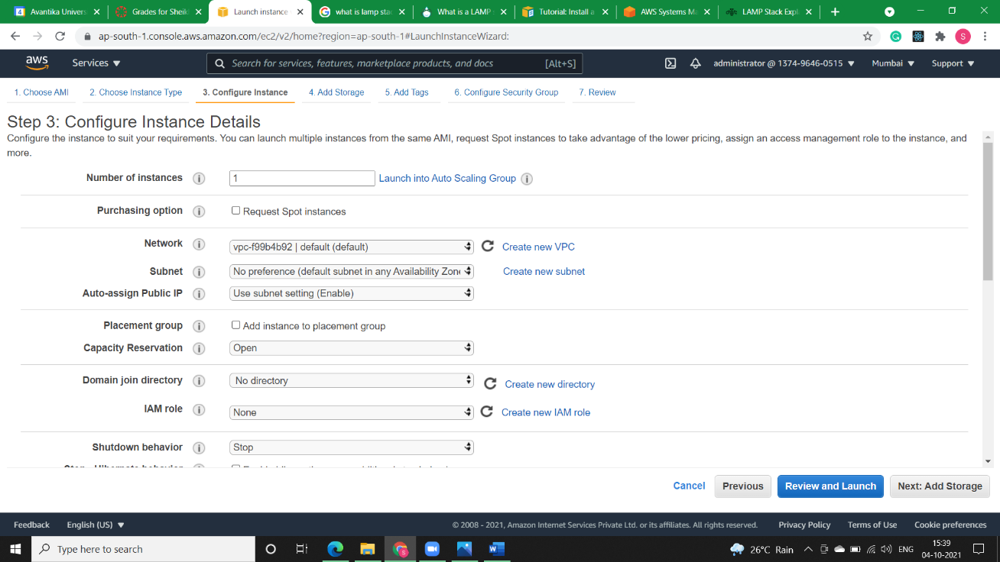 Avantika Univers
Grades for Sheik
Launch instance
what is lamp stac
What is a LAMP
Tutorial: Install a
AWS Systems Ma
LAMP Stack Expl
ap-south-1.console.aws.amazon.com/ec2/v2/home?region=ap-south-1#LaunchInstanceWizard:
S
aws Services Search for services, features, marketplace products, and docs [Alt+S] administrator @ 1374-9646-0515 Mumbai Support
1. Choose AMI 2. Choose Instance Type 3. Configure Instance 4. Add Storage 5. Add Tags 6. Configure Security Group 7. Review
Step 3: Configure Instance Details
Configure the instance to suit your requirements. You can launch multiple instances from the same AMI, request Spot instances to take advantage of the lower pricing, assign an access management role to the instance, and
more.
Number of instances 1 Launch into Auto Scaling Group
Purchasing option Request Spot instances
Network vpc-f99b4b92 | default (default) Create new VPC
Subnet No preference (default subnet in any Availability Zone Create new subnet
Auto-assign Public IP Use subnet setting (Enable)
Placement group Add instance to placement group
Capacity Reservation Open
Domain join directory No directory Create new directory
IAM role None Create new IAM role
Shutdown behavior Stop
Cancel Previous Review and Launch Next: Add Storage
Feedback English (US) © 2008 - 2021, Amazon Internet Services Private Ltd. or its affiliates. All rights reserved. Privacy Policy Terms of Use Cookie preferences
Type here to search 26°C Rain ENG 15:39
04-10-2021